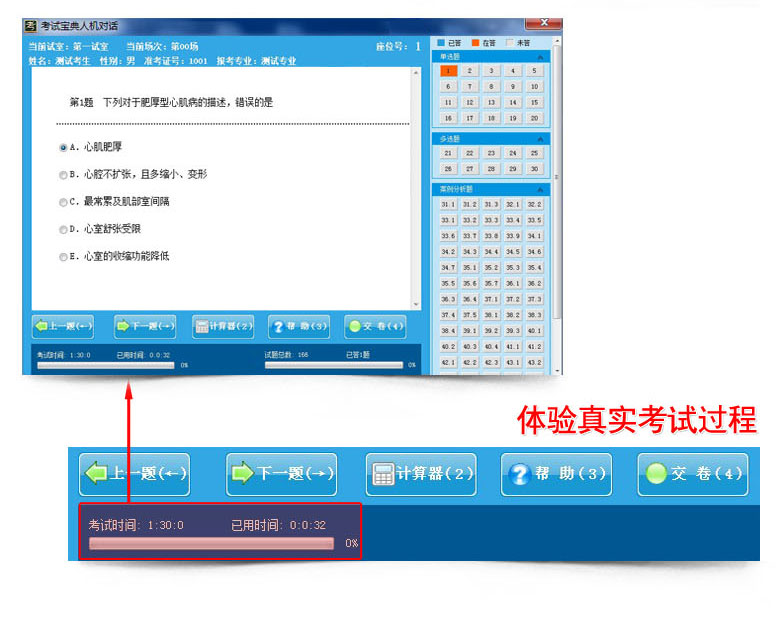 考试宝典人机对话
当前试室: 第一试室 当前场次: 第00场 座位号: 1
姓名: 测试考生 性别: 男 准考证号: 1001 报考专业: 测试专业
已答 在答 未答
第1题 下列对于肥厚型心肌病的描述，错误的是
A. 心肌肥厚
B. 心腔不扩张，且多缩小、变形
C. 最常累及肌部室间隔
D. 心室舒张受限
E. 心室的收缩功能降低
上一题(←) 下一题(→) 计算器(2) 帮 助(3) 交 卷(4)
考试时间: 1:30:0 已用时间: 0:0:32 试题总数: 166 已答:题
0% 0%
单选题
1 2 3 4 5
6 7 8 9 10
11 12 13 14 15
16 17 18 19 20
多选题
21 22 23 24 25
26 27 28 29 30
案例分析题
31.1 31.2 31.3 32.1 32.2
33.1 33.2 33.3 33.4 33.5
33.6 33.7 33.8 33.9 34.1
34.2 34.3 34.4 34.5 34.6
34.7 35.1 35.2 35.3 35.4
35.5 35.6 35.7 36.1 36.2
36.3 36.4 37.1 37.2 37.3
37.4 37.5 38.1 38.2 38.3
38.4 39.1 39.2 39.3 40.1
40.2 40.3 40.4 41.1 41.2
42.1 42.2 42.3 43.1 43.2
体验真实考试过程
上一题(←) 下一题(→) 计算器(2) 帮 助(3) 交 卷(4)
考试时间: 1:30:0 已用时间: 0:0:32
0%